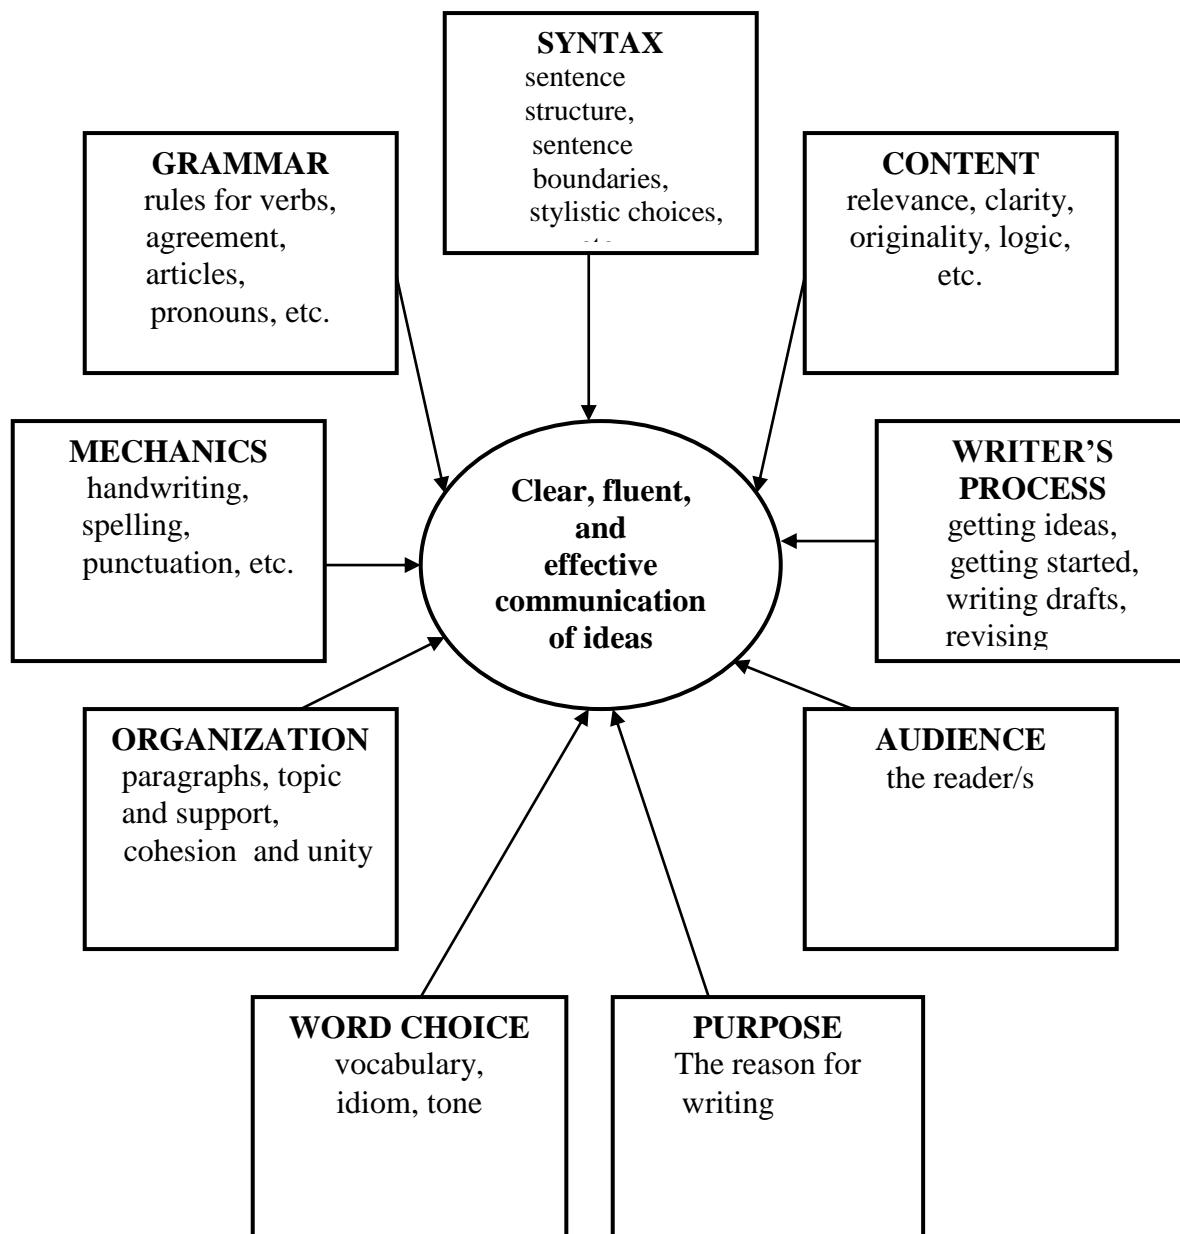 SYNTAX
sentence
structure,
sentence
boundaries,
stylistic choices,
GRAMMAR
rules for verbs,
agreement,
articles,
pronouns, etc.
CONTENT
relevance, clarity,
originality, logic,
etc.
MECHANICS
handwriting,
spelling,
punctuation, etc.
Clear, fluent,
and
effective
communication
of ideas
WRITER’S
PROCESS
getting ideas,
getting started,
writing drafts,
revising
ORGANIZATION
paragraphs, topic
and support,
cohesion and unity
AUDIENCE
the reader/s
WORD CHOICE
vocabulary,
idiom, tone
PURPOSE
The reason for
writing